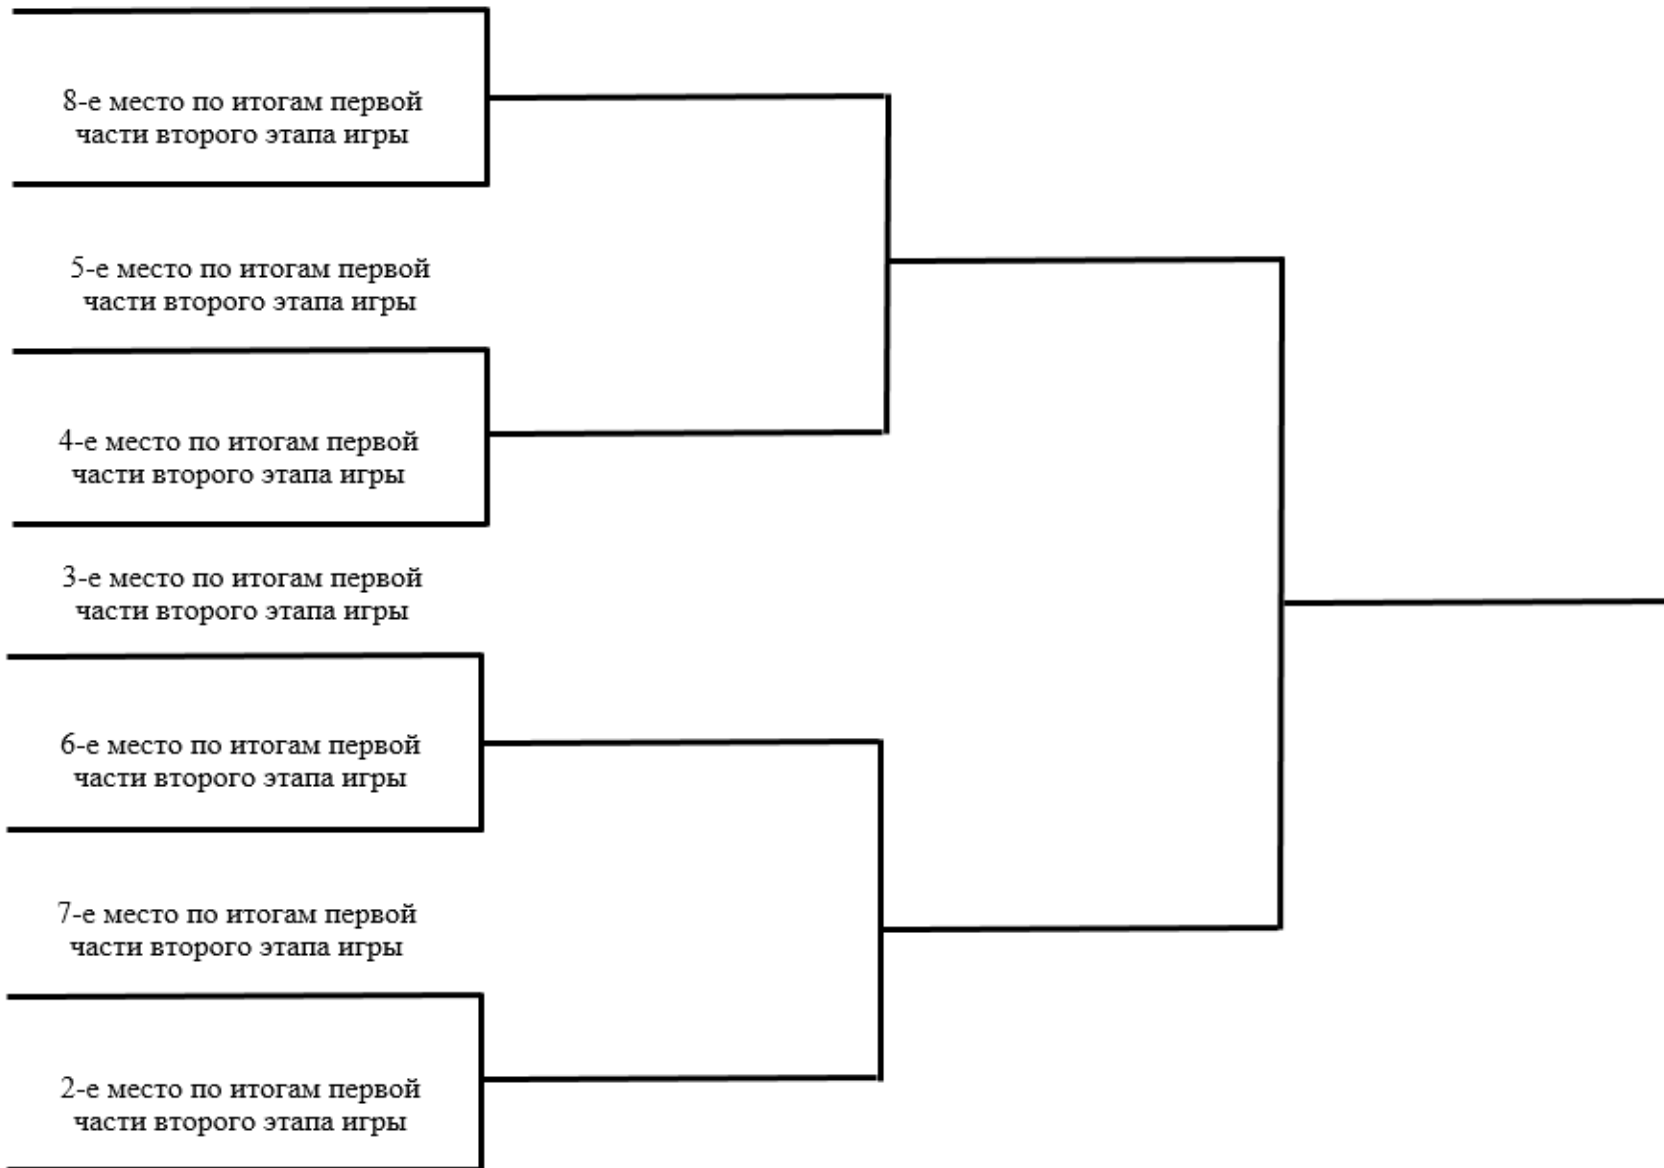 8-е место по итогам первой
части второго этапа игры
5-е место по итогам первой
части второго этапа игры
4-е место по итогам первой
части второго этапа игры
3-е место по итогам первой
части второго этапа игры
6-е место по итогам первой
части второго этапа игры
7-е место по итогам первой
части второго этапа игры
2-е место по итогам первой
части второго этапа игры